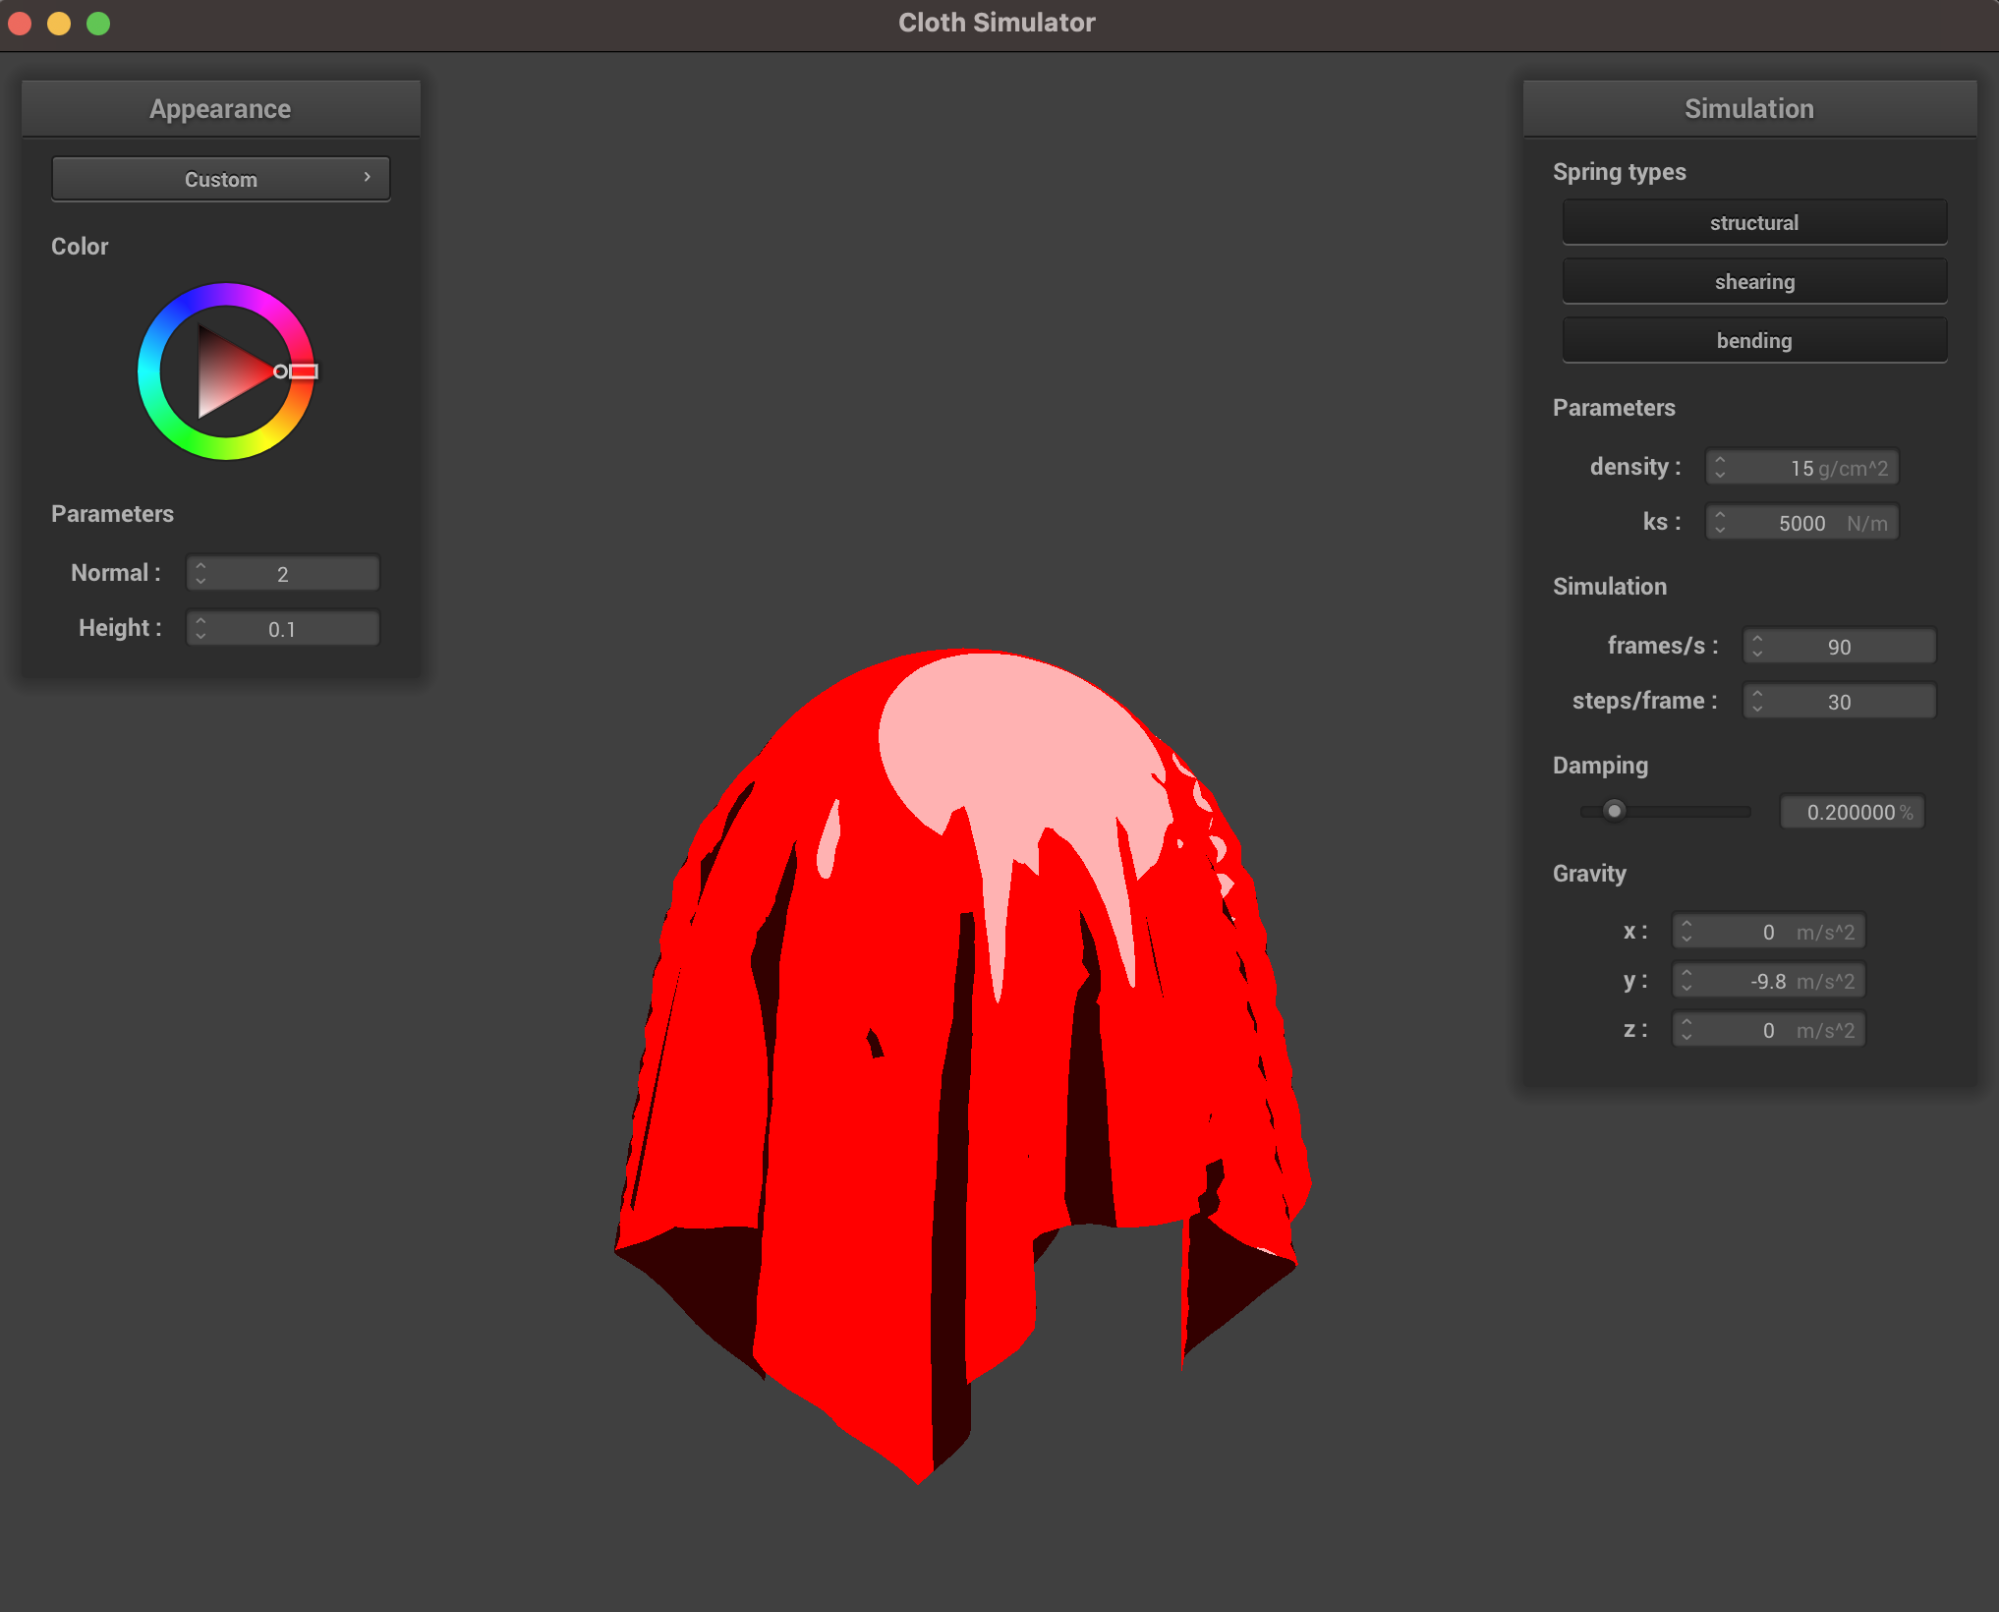 Cloth Simulator
Appearance
Custom
Color
Parameters
Normal : 2
Height : 0.1
Simulation
Spring types
structural
shearing
bending
Parameters
density : 15 g/cm^2
ks : 5000 N/m
Simulation
frames/s : 90
steps/frame : 30
Damping
0.200000 %
Gravity
x : 0 m/s^2
y : -9.8 m/s^2
z : 0 m/s^2